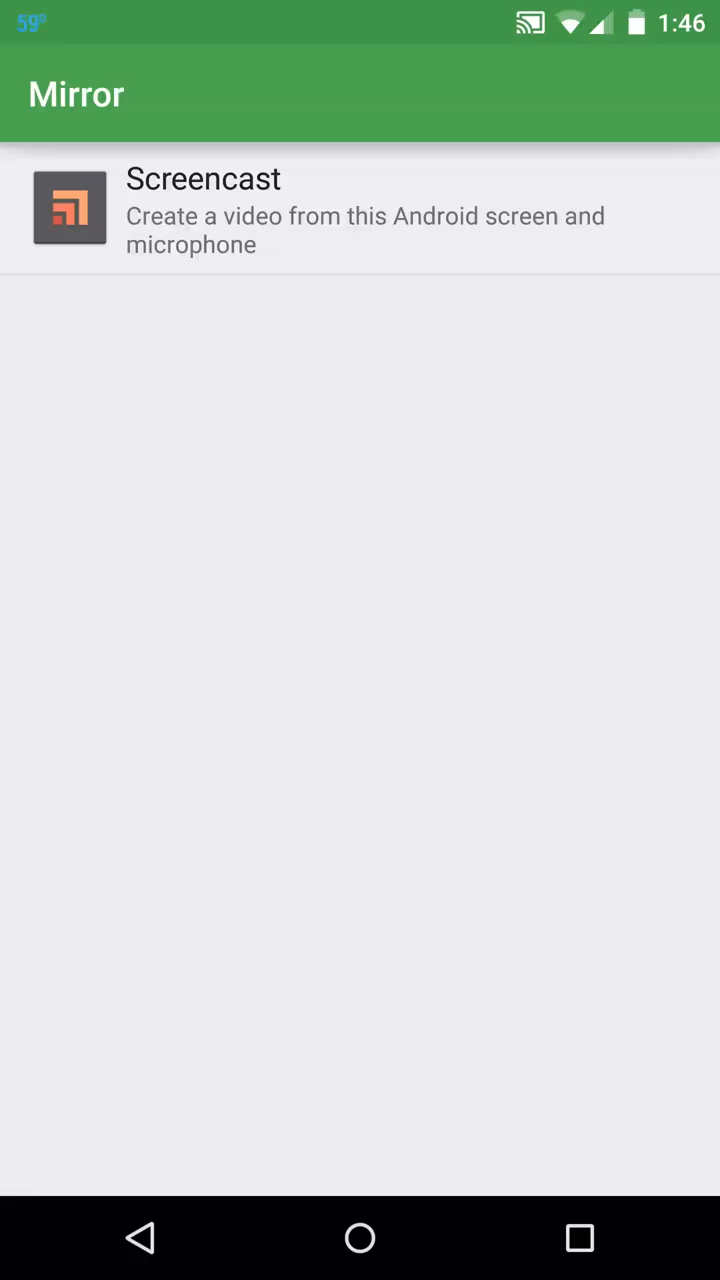 59°
1:46
Mirror
Screencast
Create a video from this Android screen and
microphone